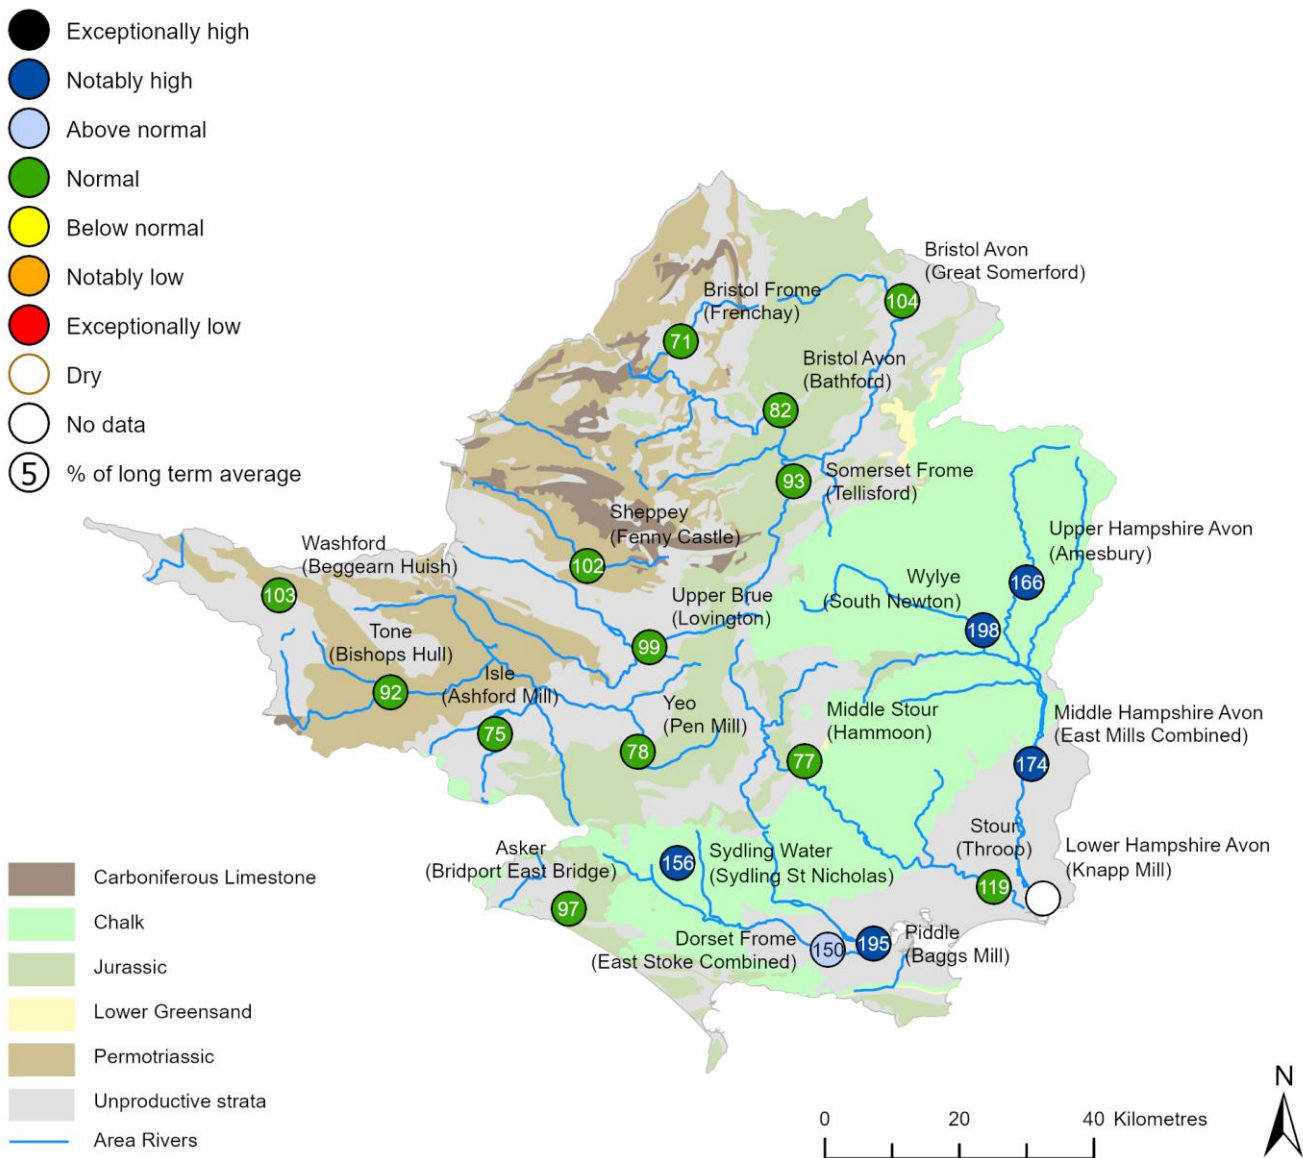 Exceptionally high
Notably high
Above normal
Normal
Below normal
Notably low
Exceptionally low
Dry
No data
5 % of long term average
Bristol Avon
(Great Somerford)
104
Bristol Frome
(Frenchay)
71
Bristol Avon
(Bathford)
82
Somerset Frome
(Tellisford)
93
Sheppey
(Fenny Castle)
102
Washford
(Beggearn Huish)
103
Upper Hampshire Avon
(Amesbury)
166
Wylye
(South Newton)
198
Upper Brue
(Lovington)
99
Tone
(Bishops Hull)
92
Isle
(Ashford Mill)
75
Yeo
(Pen Mill)
78
Middle Stour
(Hammoon)
77
Middle Hampshire Avon
(East Mills Combined)
174
Stour
(Throop)
119
Lower Hampshire Avon
(Knapp Mill)
Asker
(Bridport East Bridge)
97
156
Sydling Water
(Sydling St Nicholas)
Dorset Frome
(East Stoke Combined)
150
195
Piddle
(Baggs Mill)
Carboniferous Limestone
Chalk
Jurassic
Lower Greensand
Permotriassic
Unproductive strata
Area Rivers
0 20 40 Kilometres
N